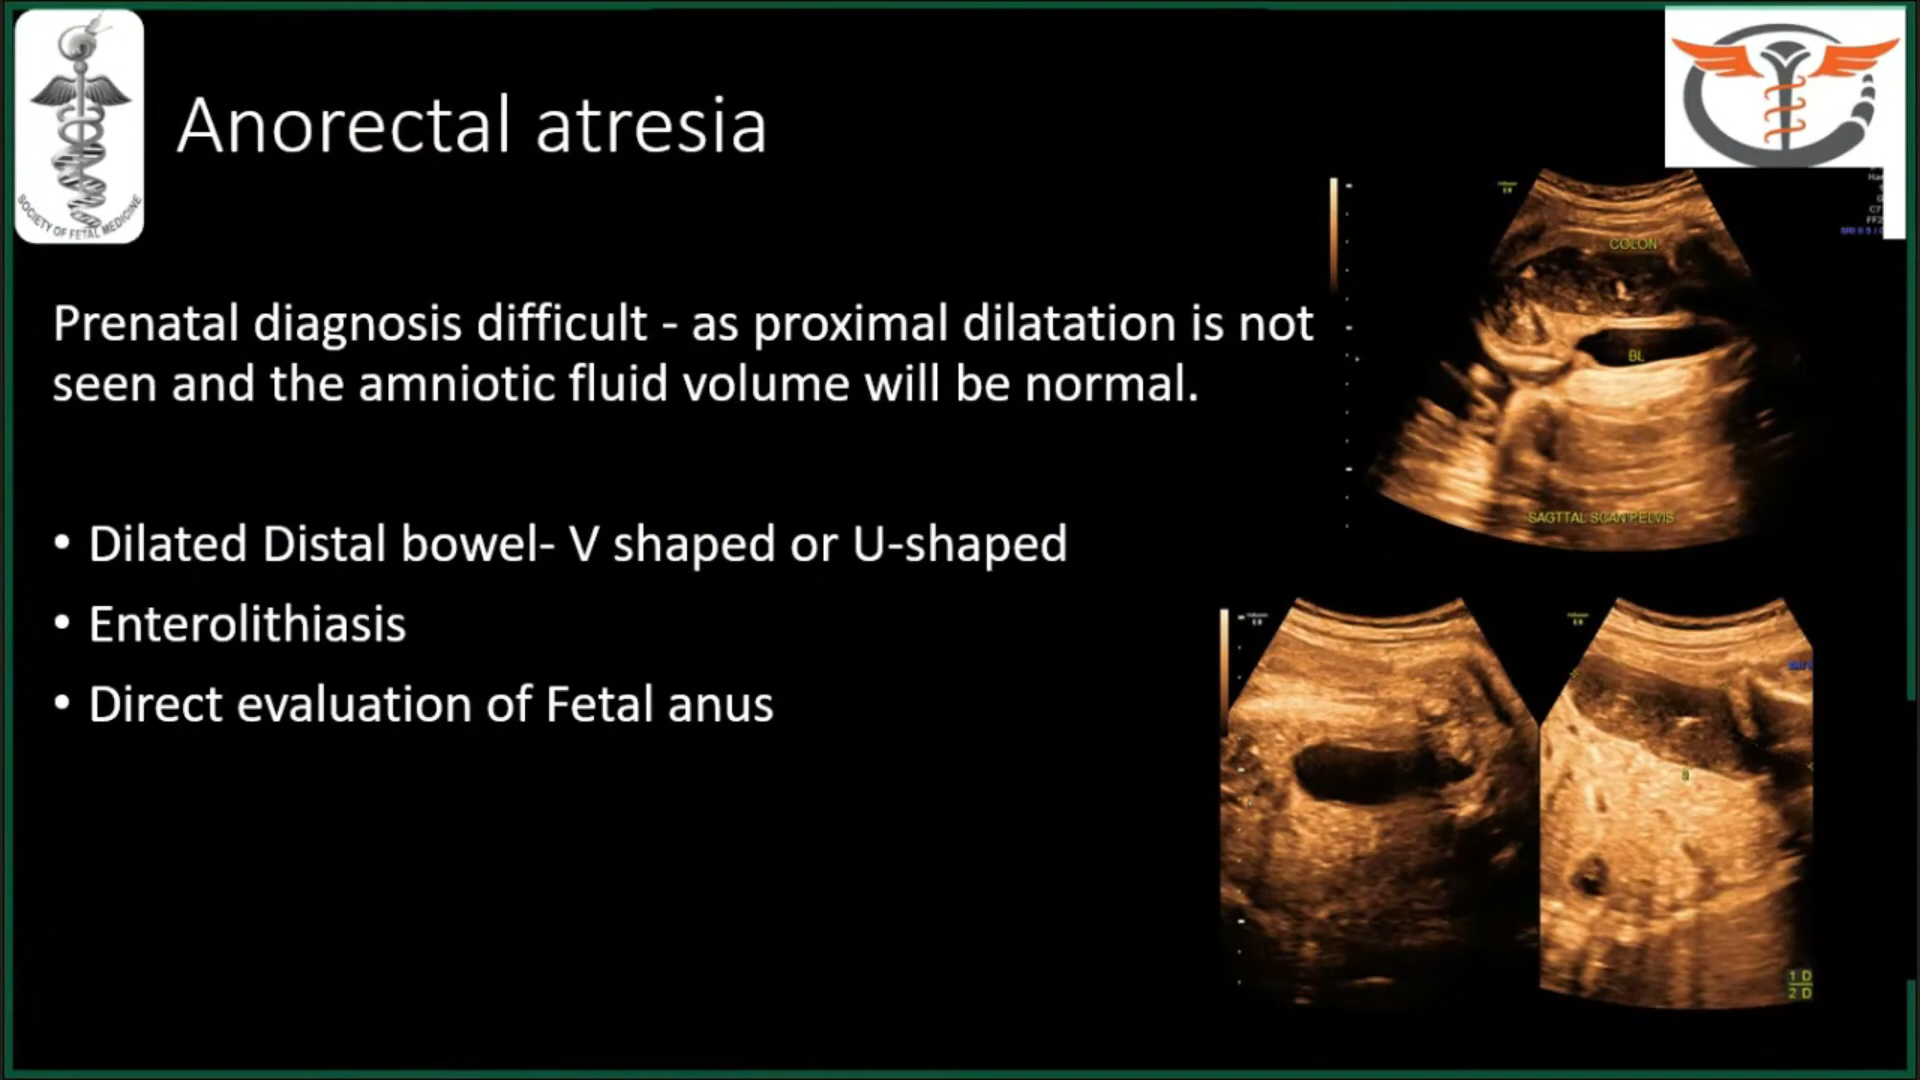 SOCIETY OF FETAL MEDICINE
Anorectal atresia
Prenatal diagnosis difficult - as proximal dilatation is not
seen and the amniotic fluid volume will be normal.
• Dilated Distal bowel- V shaped or U-shaped
• Enterolithiasis
• Direct evaluation of Fetal anus
COLON
BL
SAGTTAL SCAN PELVIS
1 D
2 D